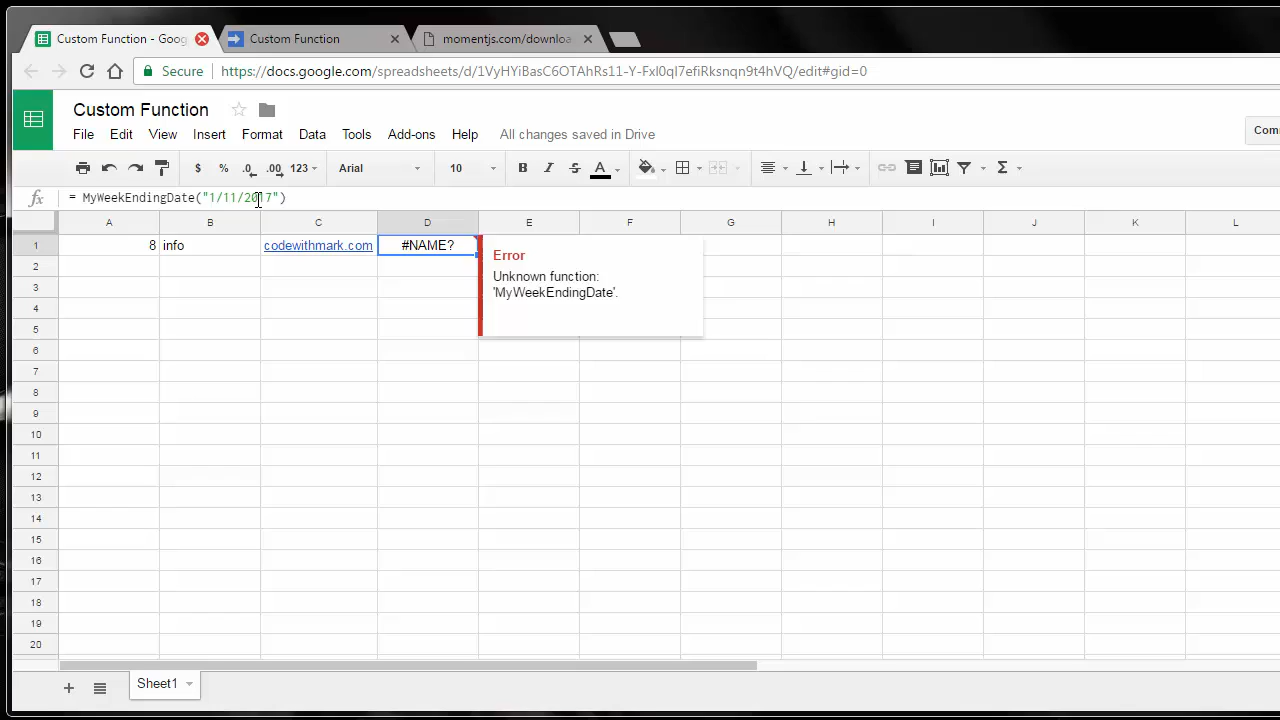 Custom Function - Goog
Custom Function
momentjs.com/downloa
Secure
https://docs.google.com/spreadsheets/d/1VyHYiBasC6OTAhRs11-Y-FxI0qI7efiRksnqn9t4hVQ/edit#gid=0
Custom Function
File Edit View Insert Format Data Tools Add-ons Help All changes saved in Drive
Com
$ % .0 .00 123 Arial 10 B I S A Σ
fx = MyWeekEndingDate("1/11/2017")
A B C D E F G H I J K L
1 8 info codewithmark.com #NAME?
Error
Unknown function:
'MyWeekEndingDate'.
2
3
4
5
6
7
8
9
10
11
12
13
14
15
16
17
18
19
20
Sheet1